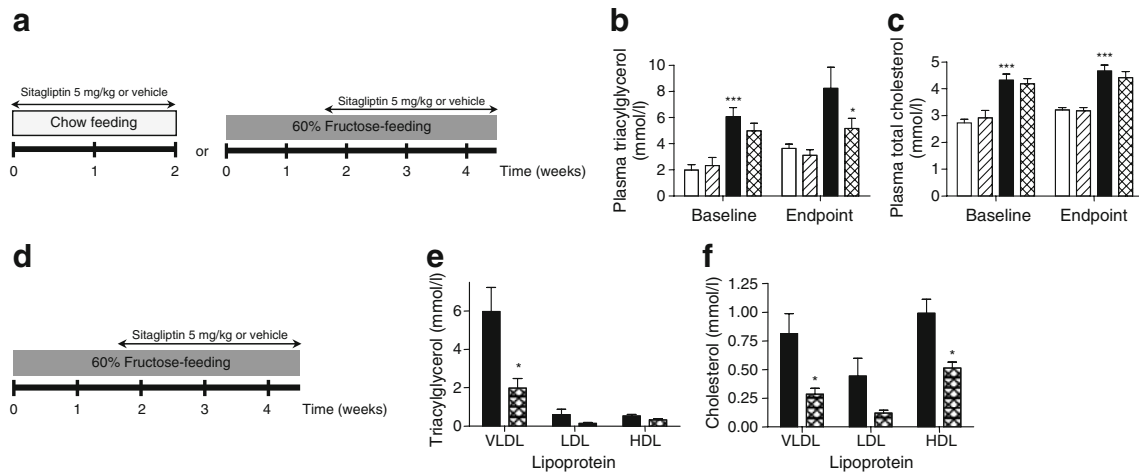 a
Sitagliptin 5 mg/kg or vehicle
Chow feeding
0 1 2
or
Sitagliptin 5 mg/kg or vehicle
60% Fructose-feeding
0 1 2 3 4 Time (weeks)
b
Plasma triacylglycerol
(mmol/l)
10
8
6
4
2
0
***
*
Baseline Endpoint
c
Plasma total cholesterol
(mmol/l)
5
4
3
2
1
0
***
***
Baseline Endpoint
d
Sitagliptin 5 mg/kg or vehicle
60% Fructose-feeding
0 1 2 3 4 Time (weeks)
e
Triacylglycerol (mmol/l)
6
4
2
0
*
VLDL LDL HDL
Lipoprotein
f
Cholesterol (mmol/l)
1.25
1.00
0.75
0.50
0.25
0.00
*
*
VLDL LDL HDL
Lipoprotein